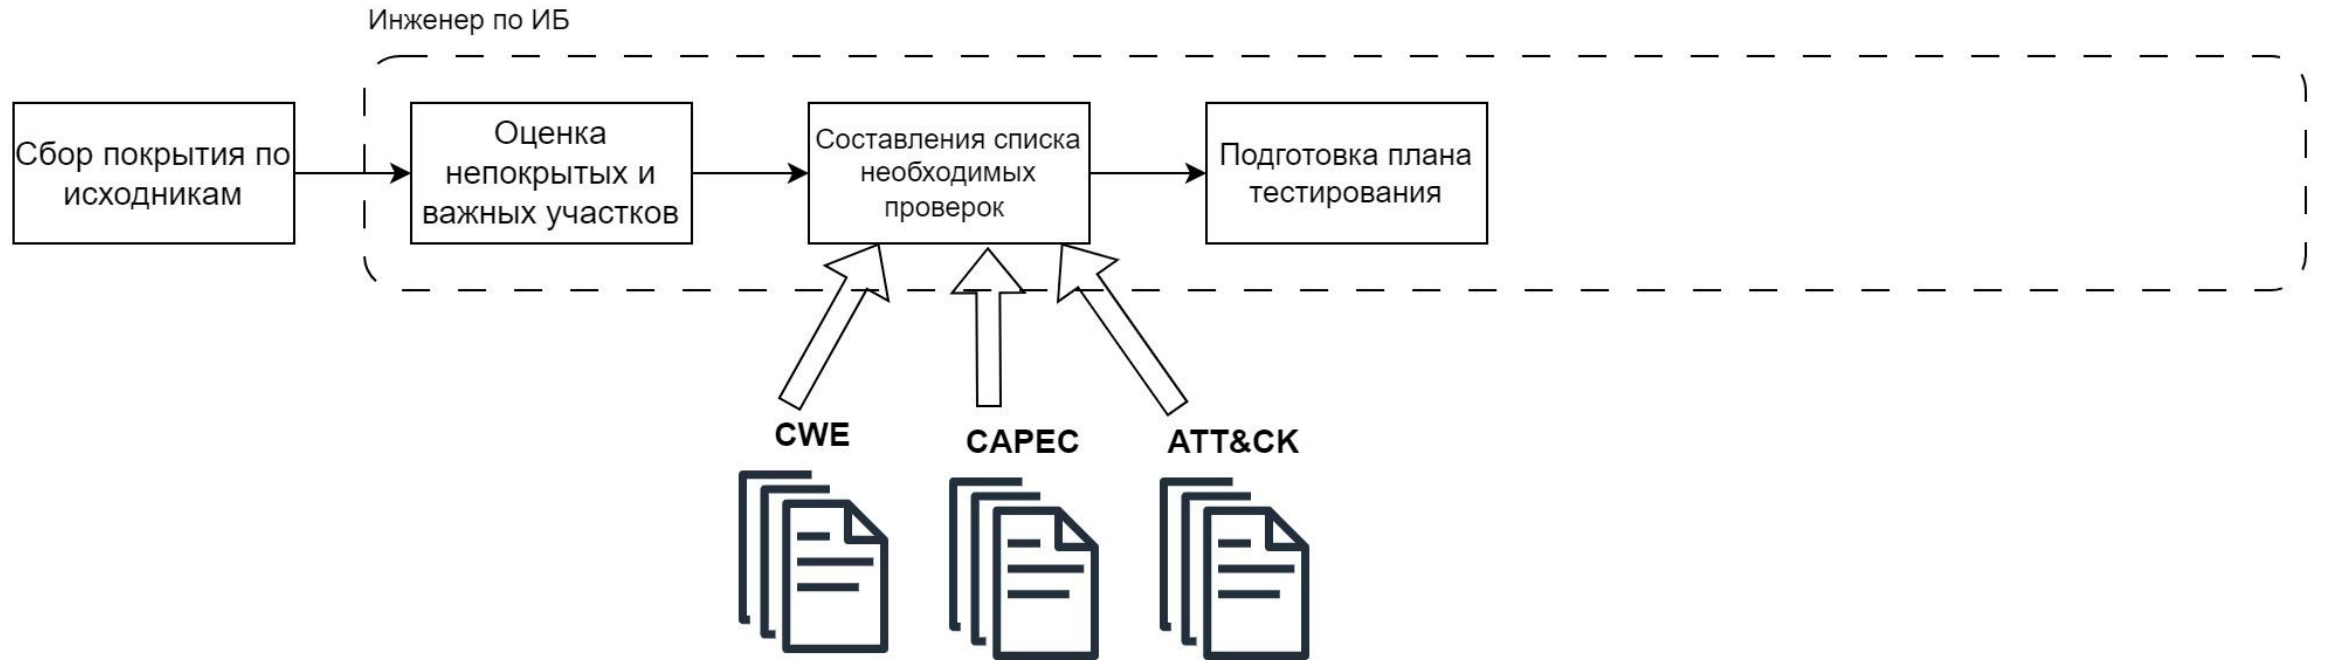 Инженер по ИБ
Сбор покрытия по
исходникам
Оценка
непокрытых и
важных участков
Составления списка
необходимых
проверок
Подготовка плана
тестирования
CWE
CAPEC
ATT&CK